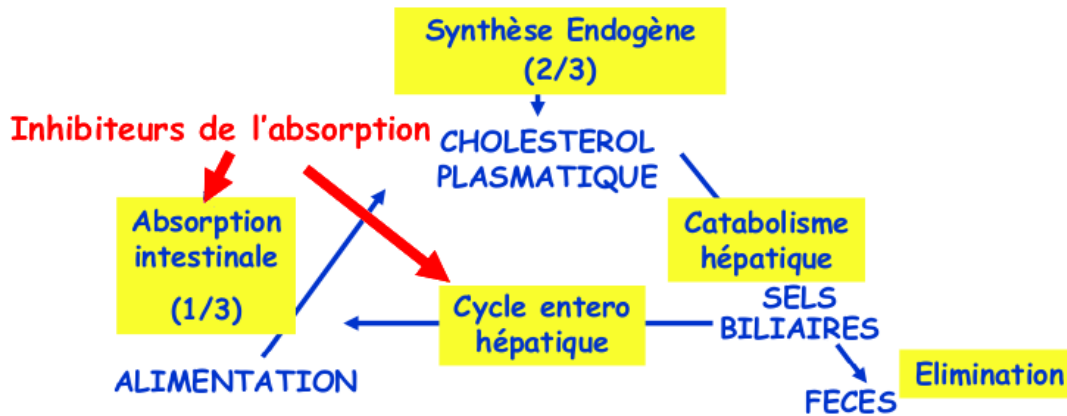 Synthèse Endogène
(2/3)
Inhibiteurs de l'absorption
CHOLESTEROL
PLASMATIQUE
Absorption
intestinale
(1/3)
Catabolisme
hépatique
Cycle entero
hépatique
SELS
BILIAIRES
ALIMENTATION
Elimination
FECES